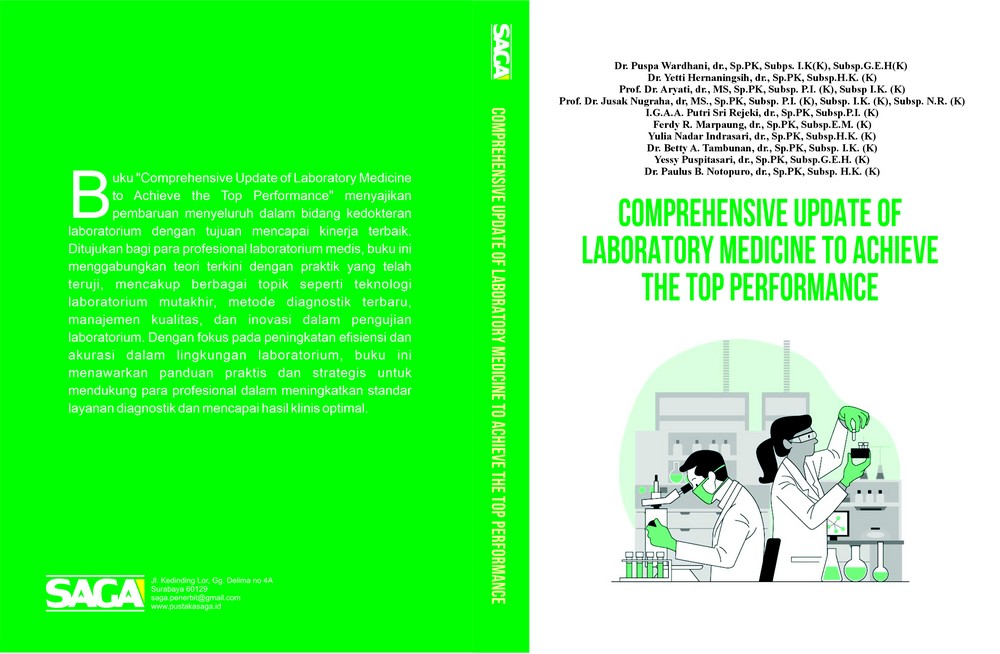 Buku "Comprehensive Update of Laboratory Medicine
to Achieve the Top Performance" menyajikan
pembaruan menyeluruh dalam bidang kedokteran
laboratorium dengan tujuan mencapai kinerja terbaik.
Ditujukan bagi para profesional laboratorium medis, buku ini
menggabungkan teori terkini dengan praktik yang telah
teruji, mencakup berbagai topik seperti teknologi
laboratorium mutakhir, metode diagnostik terbaru,
manajemen kualitas, dan inovasi dalam pengujian
laboratorium. Dengan fokus pada peningkatan efisiensi dan
akurasi dalam lingkungan laboratorium, buku ini
menawarkan panduan praktis dan strategis untuk
mendukung para profesional dalam meningkatkan standar
layanan diagnostik dan mencapai hasil klinis optimal.
SAGA
Jl. Kedinding Lor, Gg. Delima no 4A
Surabaya 60129
saga.penerbit@gmail.com
www.pustakasaga.id
SAGA
COMPREHENSIVE UPDATE OF LABORATORY MEDICINE TO ACHIEVE THE TOP PERFORMANCE
Dr. Puspa Wardhani, dr., Sp.PK, Subps. I.K(K), Subsp.G.E.H(K)
Dr. Yetti Hernaningsih, dr., Sp.PK, Subsp.H.K. (K)
Prof. Dr. Aryati, dr., MS, Sp.PK, Subsp. P.I. (K), Subsp I.K. (K)
Prof. Dr. Jusak Nugraha, dr, MS., Sp.PK, Subsp. P.I. (K), Subsp. I.K. (K), Subsp. N.R. (K)
I.G.A.A. Putri Sri Rejeki, dr., Sp.PK, Subsp.P.I. (K)
Ferdy R. Marpaung, dr., Sp.PK, Subsp.E.M. (K)
Yulia Nadar Indrasari, dr., Sp.PK, Subsp.H.K. (K)
Dr. Betty A. Tambunan, dr., Sp.PK, Subsp. I.K. (K)
Yessy Puspitasari, dr., Sp.PK, Subsp.G.E.H. (K)
Dr. Paulus B. Notopuro, dr., Sp.PK, Subsp. H.K. (K)
COMPREHENSIVE UPDATE OF
LABORATORY MEDICINE TO ACHIEVE
THE TOP PERFORMANCE